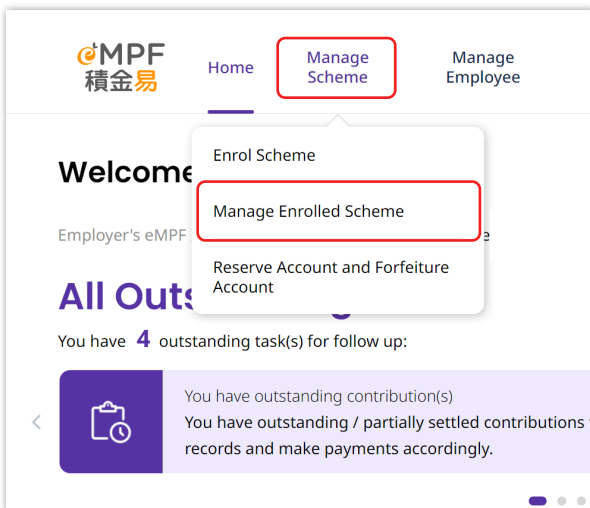 eMPF
積金易
Home
Manage
Scheme
Manage
Employee
Enrol Scheme
Manage Enrolled Scheme
Reserve Account and Forfeiture
Account
Welcome
Employer's eMPF
All Outs
You have 4 outstanding task(s) for follow up:
You have outstanding contribution(s)
You have outstanding / partially settled contributions
records and make payments accordingly.